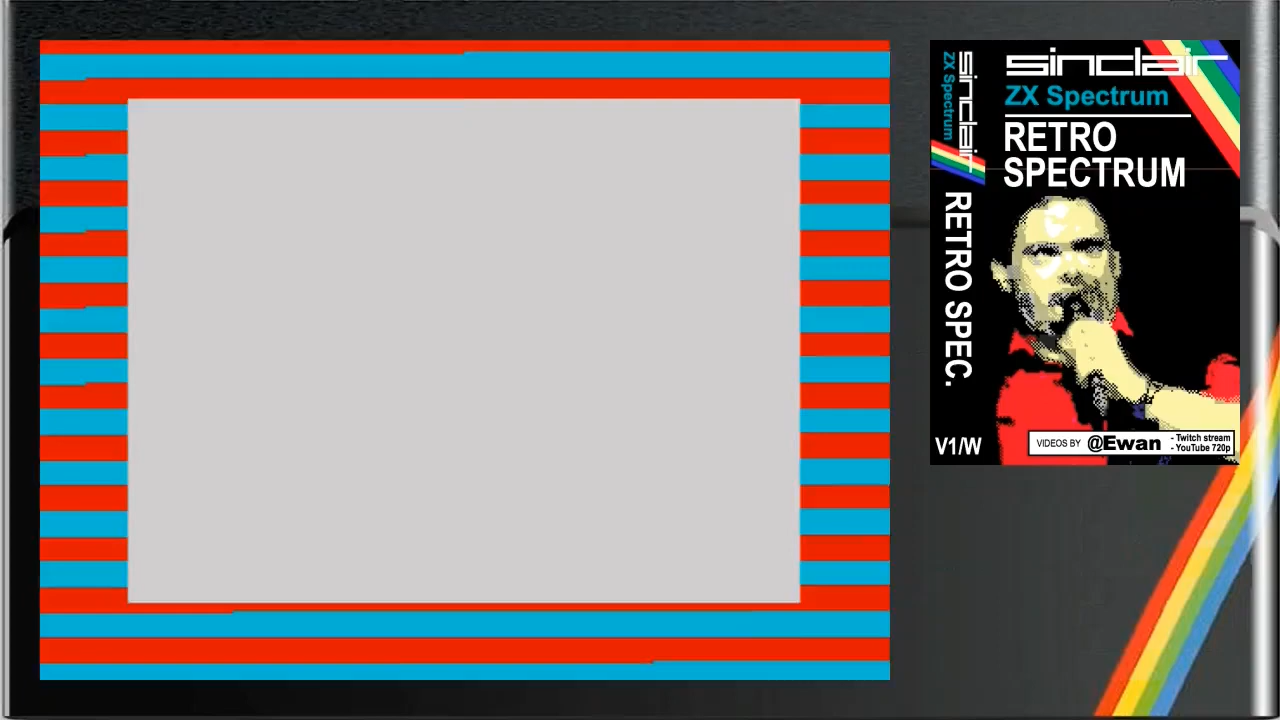 sinclair
ZX Spectrum
RETRO SPEC.
V1/W
sinclair
ZX Spectrum
RETRO
SPECTRUM
VIDEOS BY @Ewan - Twitch stream
- YouTube 720p